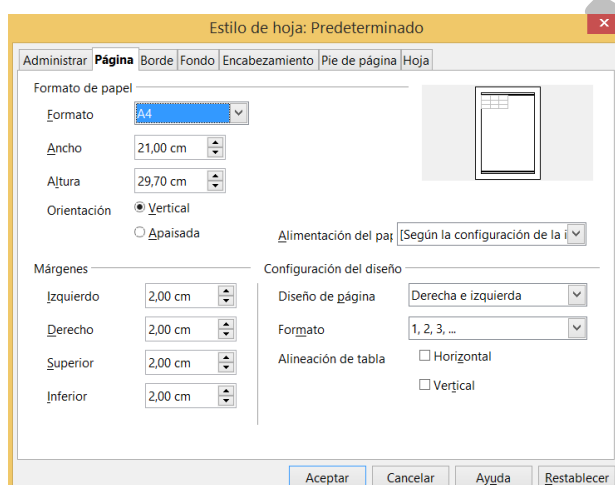 Estilo de hoja: Predeterminado
Administrar Página Borde Fondo Encabezamiento Pie de página Hoja
Formato de papel
Formato A4
Ancho 21,00 cm
Altura 29,70 cm
Orientación Vertical
Apaisada
Alimentación del pap [Según la configuración de la i
Márgenes
Izquierdo 2,00 cm
Derecho 2,00 cm
Superior 2,00 cm
Inferior 2,00 cm
Configuración del diseño
Diseño de página Derecha e izquierda
Formato 1, 2, 3, ...
Alineación de tabla Horizontal
Vertical
Aceptar Cancelar Ayuda Restablecer